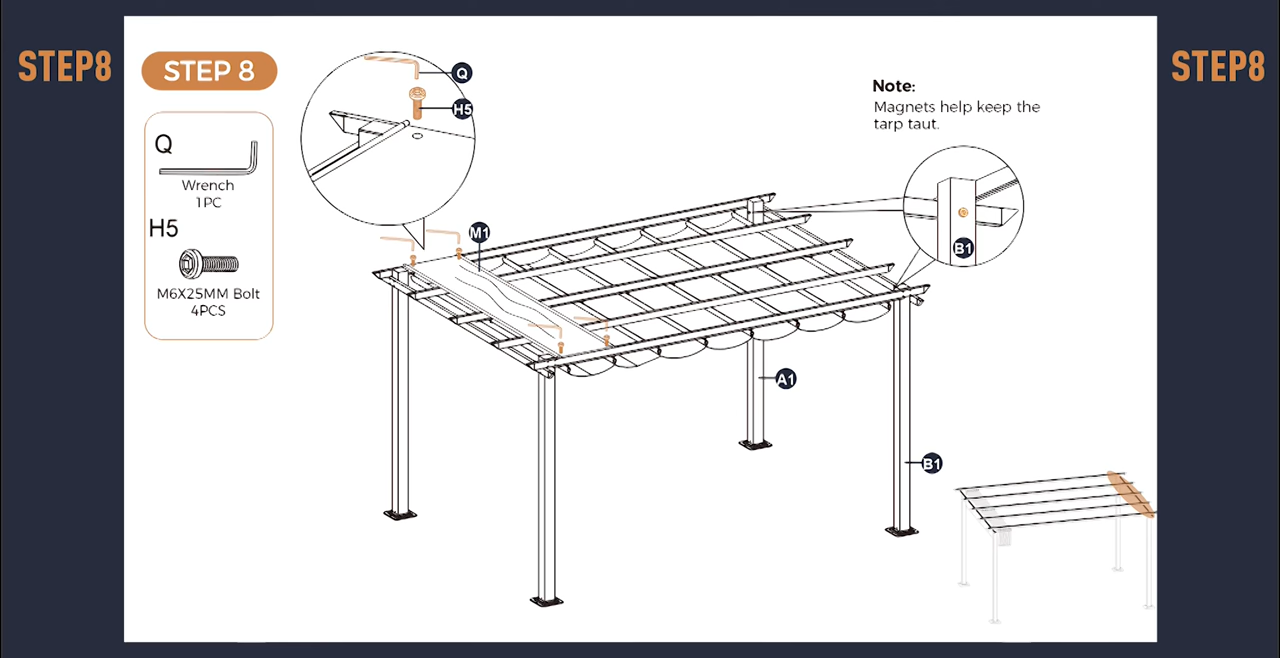 STEP8
STEP 8
STEP8
Q
Wrench
1PC
H5
M6X25MM Bolt
4PCS
Q
H5
Note:
Magnets help keep the
tarp taut.
M1
B1
A1
B1